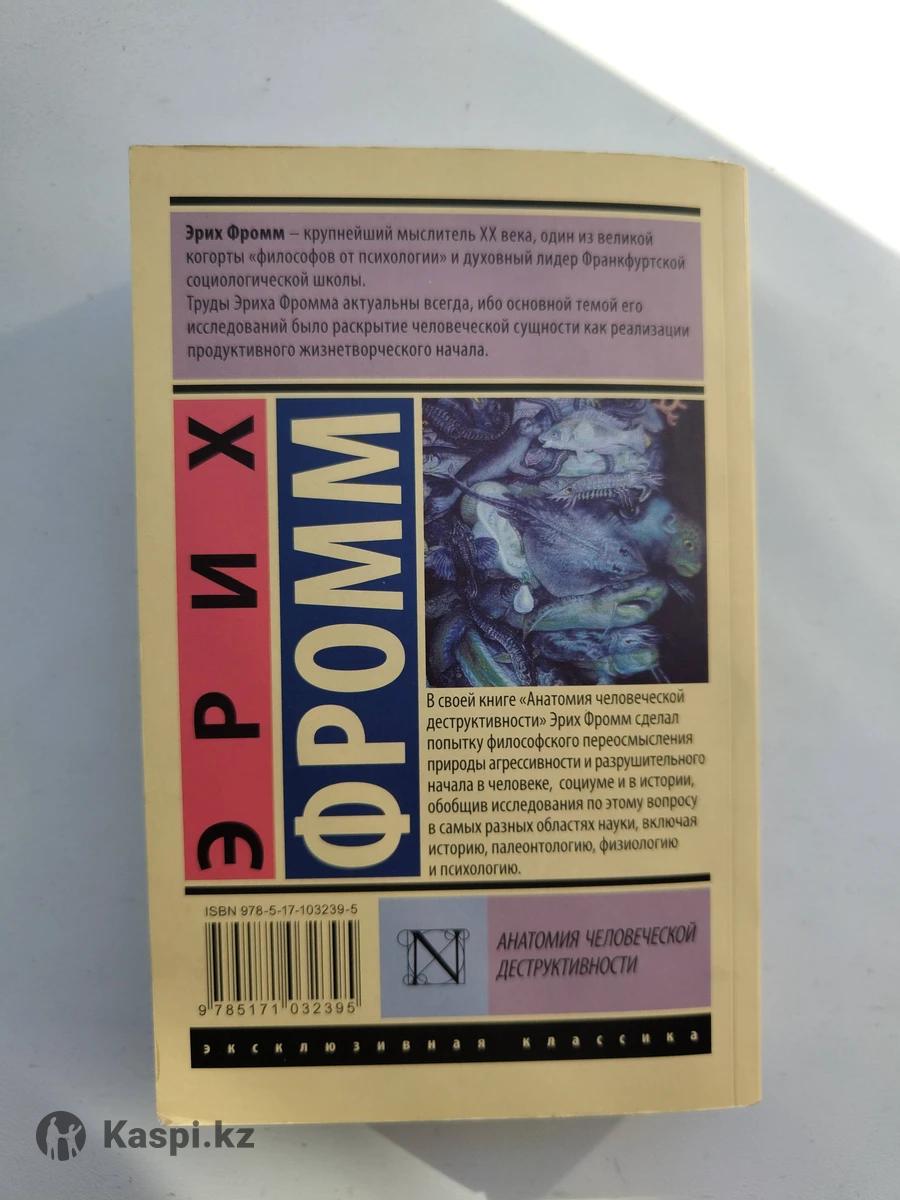 Эрих Фромм – крупнейший мыслитель XX века, один из великой
когорты «философов от психологии» и духовный лидер Франкфуртской
социологической школы.
Труды Эриха Фромма актуальны всегда, ибо основной темой его
исследований было раскрытие человеческой сущности как реализации
продуктивного жизнетворческого начала.
ЭРИХ
ФРОММ
В своей книге «Анатомия человеческой
деструктивности» Эрих Фромм сделал
попытку философского переосмысления
природы агрессивности и разрушительного
начала в человеке, социуме и в истории,
обобщив исследования по этому вопросу
в самых разных областях науки, включая
историю, палеонтологию, физиологию
и психологию.
ISBN 978-5-17-103239-5
9 785171 032395
N
АНАТОМИЯ ЧЕЛОВЕЧЕСКОЙ
ДЕСТРУКТИВНОСТИ
эксклюзивная классика
Kaspi.kz